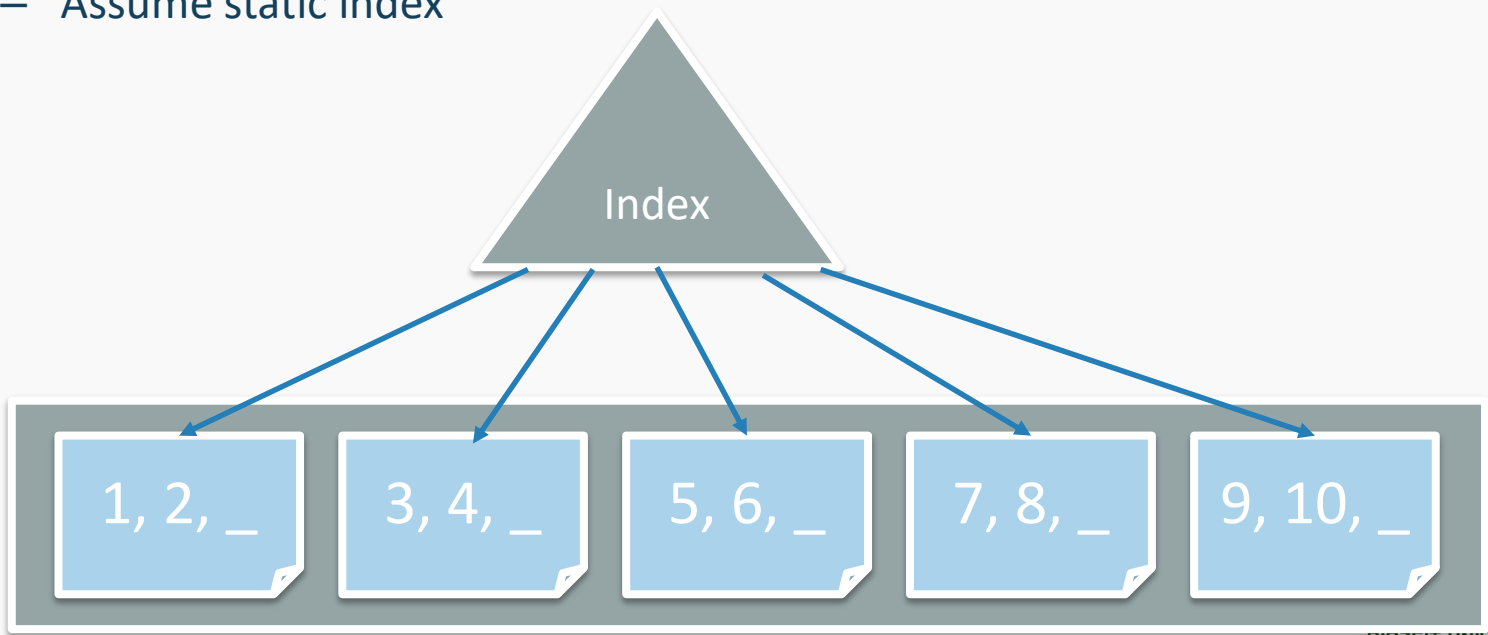 – Assume static index
Index
1, 2, _
3, 4, _
5, 6, _
7, 8, _
9, 10, _